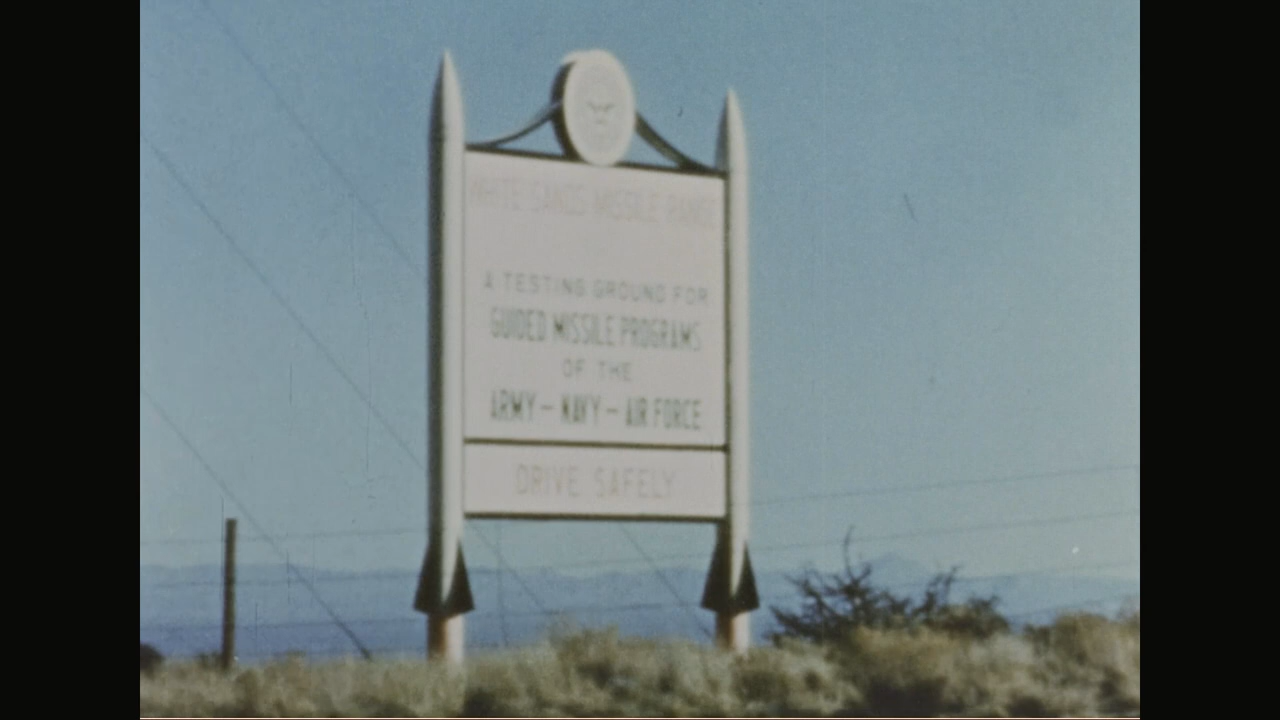 WHITE SANDS MISSILE RANGE
A TESTING GROUND FOR
GUIDED MISSILE PROGRAMS
OF THE
ARMY — NAVY — AIR FORCE
DRIVE SAFELY